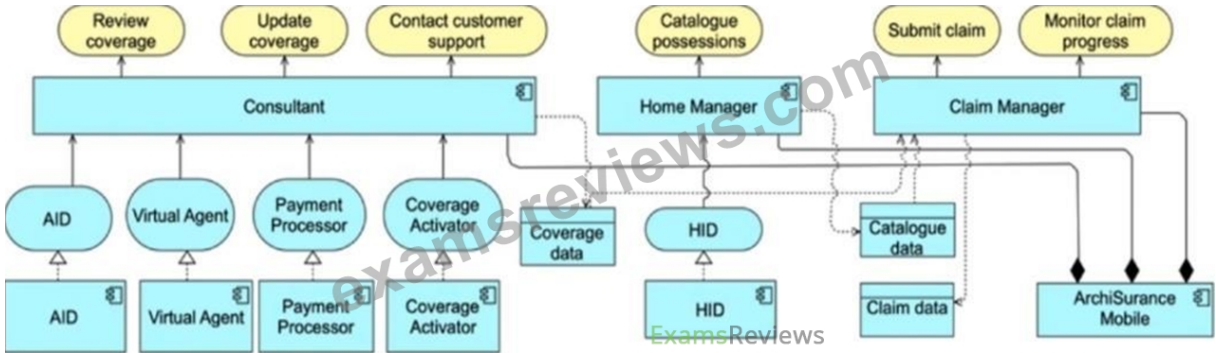 Review
coverage
Update
coverage
Contact customer
support
Catalogue
possessions
Submit claim
Monitor claim
progress
Consultant
Home Manager
Claim Manager
AID
Virtual Agent
Payment
Processor
Coverage
Activator
Coverage
data
HID
Catalogue
data
AID
Virtual Agent
Payment
Processor
Coverage
Activator
HID
Claim data
ArchiSurance
Mobile
examsreviews.com
ExamsReviews